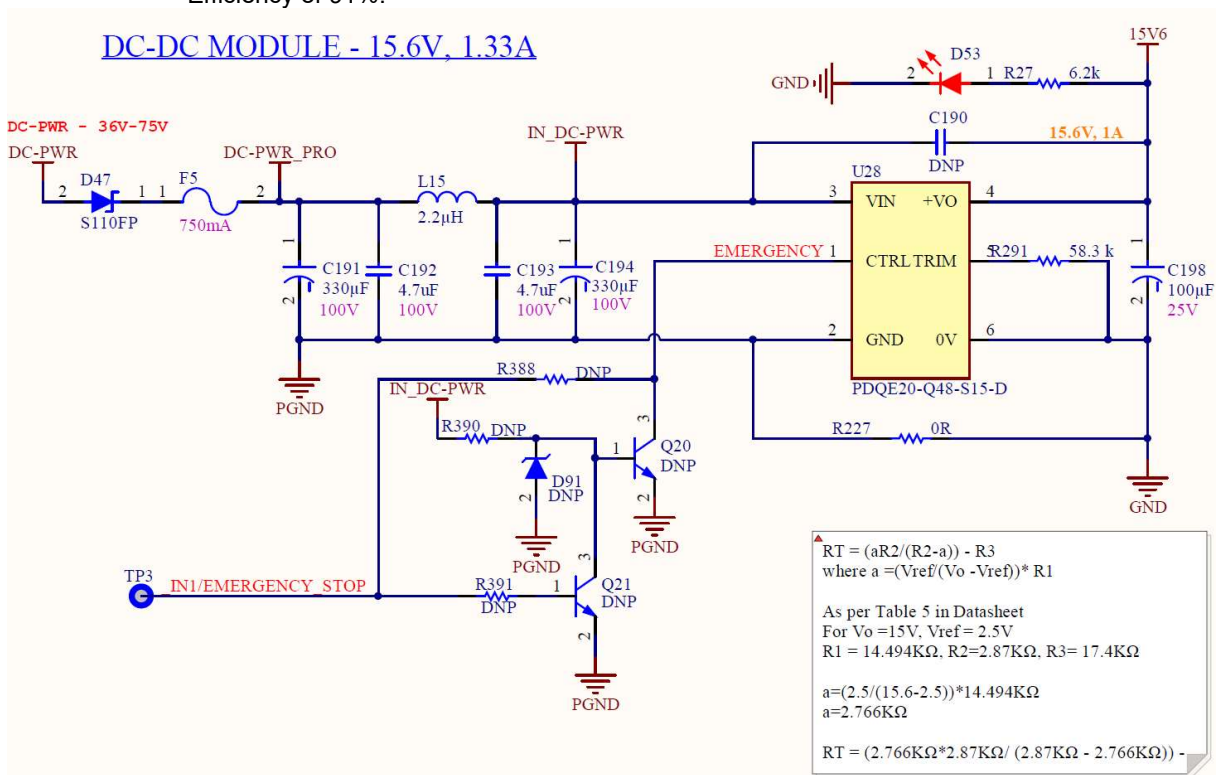 DC-DC MODULE - 15.6V, 1.33A
15V6
D53
GND
2
1
R27
6.2k
C190
DNP
15.6V, 1A
DC-PWR - 36V-75V
DC-PWR
DC-PWR_PRO
IN_DC-PWR
2
D47
1
S110FP
1
F5
2
750mA
L15
2.2µH
1
C191
330µF
100V
2
C192
4.7uF
100V
C193
4.7uF
100V
1
C194
330µF
100V
2
PGND
U28
3
VIN
+VO
4
EMERGENCY
1
CTRL
TRIM
5
R291
58.3 k
2
GND
0V
6
PDQE20-Q48-S15-D
1
C198
100µF
25V
2
R388
DNP
IN_DC-PWR
R390
DNP
D91
DNP
2
PGND
3
1
Q20
DNP
2
PGND
R227
0R
GND
TP3
IN1/EMERGENCY_STOP
R391
DNP
3
1
Q21
DNP
2
PGND
RT = (aR2/(R2-a)) - R3
where a =(Vref/(Vo -Vref))* R1
As per Table 5 in Datasheet
For Vo =15V, Vref = 2.5V
R1 = 14.494KΩ, R2=2.87KΩ, R3= 17.4KΩ
a=(2.5/(15.6-2.5))*14.494KΩ
a=2.766KΩ
RT = (2.766KΩ*2.87KΩ/ (2.87KΩ - 2.766KΩ)) -